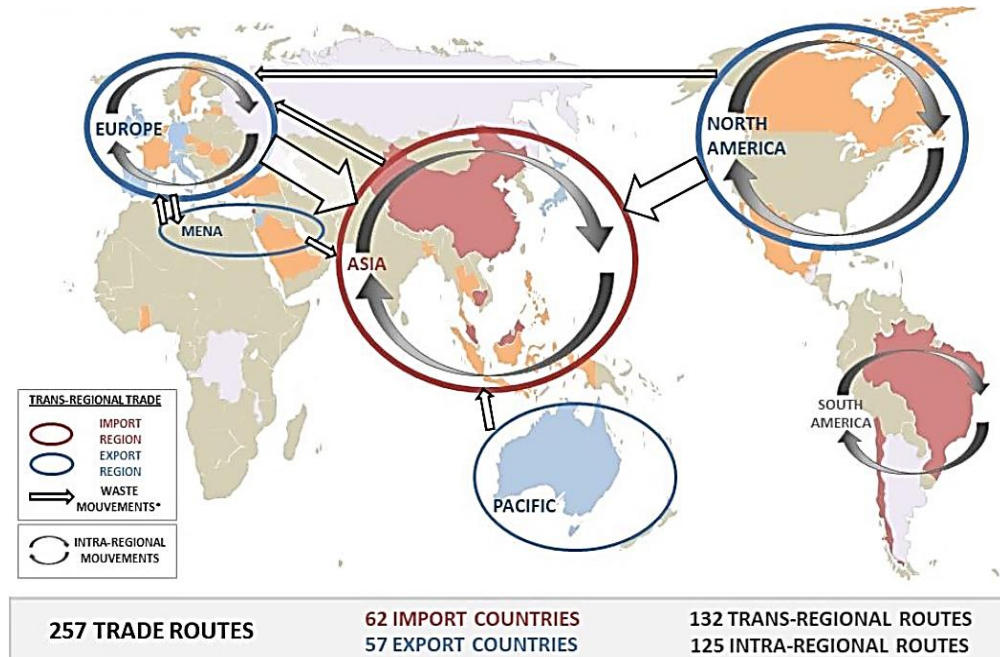 EUROPE
NORTH
AMERICA
MENA
ASIA
SOUTH
AMERICA
PACIFIC
TRANS-REGIONAL TRADE
IMPORT
REGION
EXPORT
REGION
WASTE
MOUVEMENTS*
INTRA-REGIONAL
MOUVEMENTS
257 TRADE ROUTES
62 IMPORT COUNTRIES
57 EXPORT COUNTRIES
132 TRANS-REGIONAL ROUTES
125 INTRA-REGIONAL ROUTES